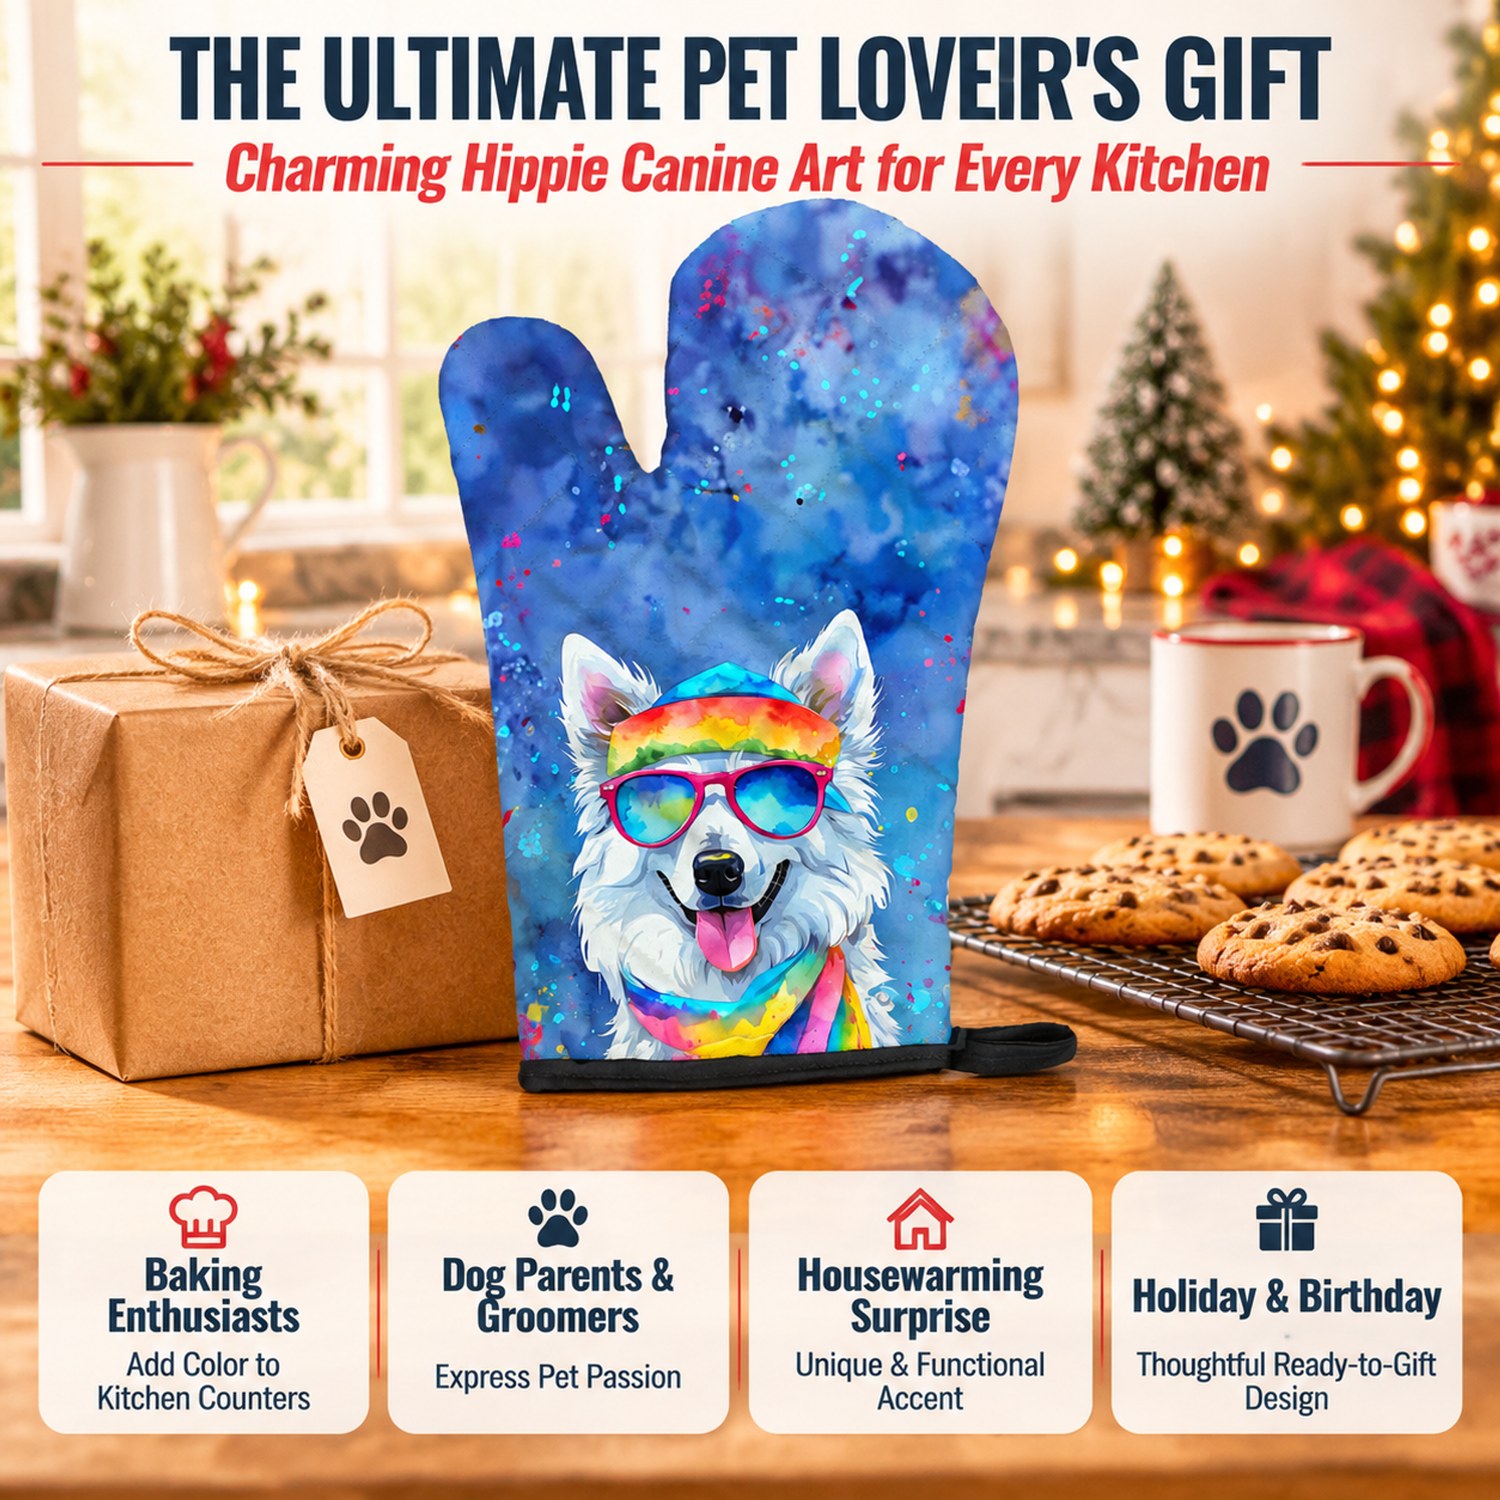 THE ULTIMATE PET LOVEIR'S GIFT
Charming Hippie Canine Art for Every Kitchen
Baking
Enthusiasts
Add Color to
Kitchen Counters
Dog Parents &
Groomers
Express Pet Passion
Housewarming
Surprise
Unique & Functional
Accent
Holiday & Birthday
Thoughtful Ready-to-Gift
Design